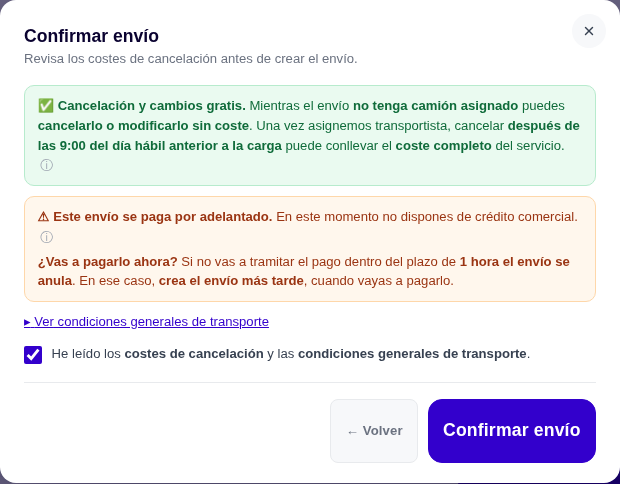 Confirmar envío
×
Revisa los costes de cancelación antes de crear el envío.
✅ Cancelación y cambios gratis. Mientras el envío no tenga camión asignado puedes
cancelarlo o modificarlo sin coste. Una vez asignemos transportista, cancelar después de
las 9:00 del día hábil anterior a la carga puede conllevar el coste completo del servicio.
ⓘ
⚠ Este envío se paga por adelantado. En este momento no dispones de crédito comercial.
ⓘ
¿Vas a pagarlo ahora? Si no vas a tramitar el pago dentro del plazo de 1 hora el envío se
anula. En ese caso, crea el envío más tarde, cuando vayas a pagarlo.
▸ Ver condiciones generales de transporte
He leído los costes de cancelación y las condiciones generales de transporte.
← Volver
Confirmar envío